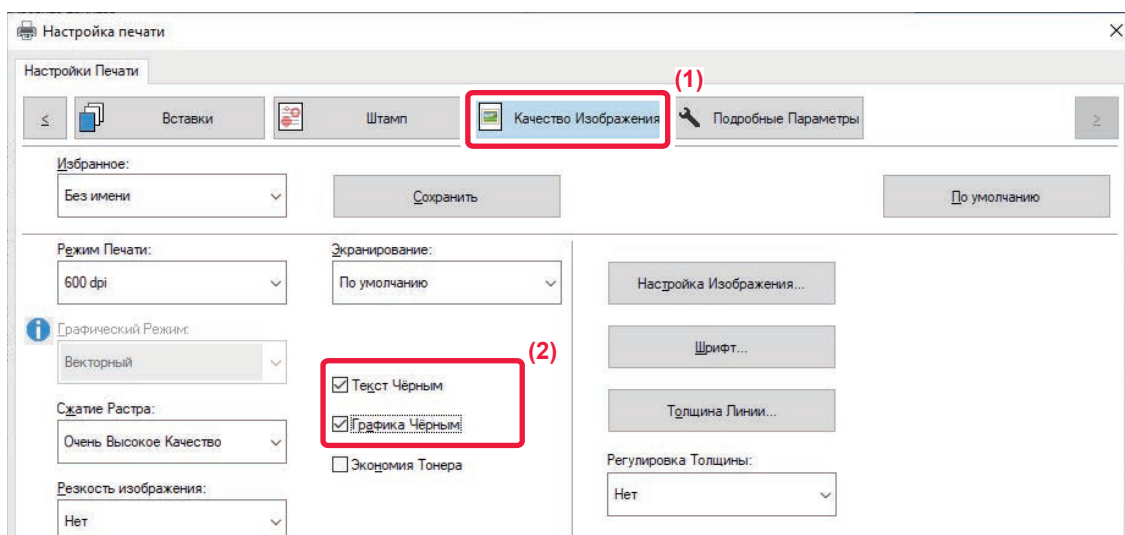 Настройка печати
Настройки Печати
(1)
<
Вставки
Штамп
Качество Изображения
Подробные Параметры
>
Избранное:
Без имени
Сохранить
По умолчанию
Режим Печати:
600 dpi
Экранирование:
По умолчанию
Настройка Изображения...
Графический Режим:
Векторный
(2)
Шрифт...
Текст Чёрным
Сжатие Растра:
Очень Высокое Качество
Графика Чёрным
Толщина Линии...
Экономия Тонера
Регулировка Толщины:
Нет
Резкость изображения:
Нет